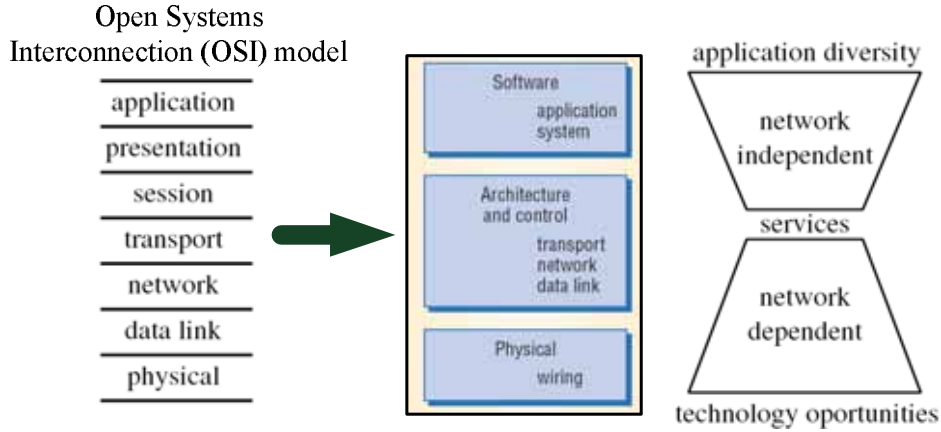 Open Systems
Interconnection (OSI) model
application
presentation
session
transport
network
data link
physical
Software
application
system
Architecture
and control
transport
network
data link
Physical
wiring
application diversity
network
independent
services
network
dependent
technology oportunities